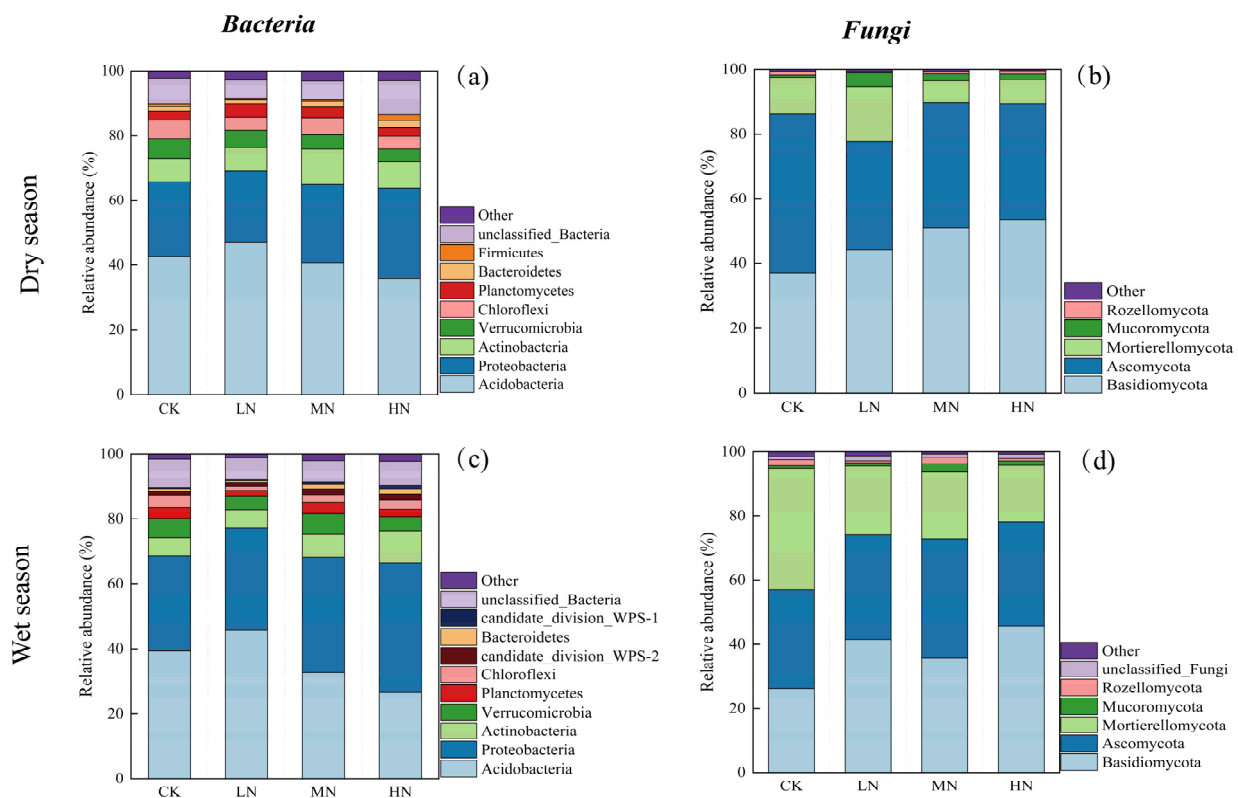 Bacteria
Fungi
Dry season
Wet season
(a)
Relative abundance (%)
100
80
60
40
20
0
CK LN MN HN
Other
unclassified_Bacteria
Firmicutes
Bacteroidetes
Planctomycetes
Chloroflexi
Verrucomicrobia
Actinobacteria
Proteobacteria
Acidobacteria
(b)
Relative abundance (%)
100
80
60
40
20
0
CK LN MN HN
Other
Rozellomycota
Mucoromycota
Mortierellomycota
Ascomycota
Basidiomycota
(c)
Relative abundance (%)
100
80
60
40
20
0
CK LN MN HN
Other
unclassified_Bacteria
candidate_division_WPS-1
Bacteroidetes
candidate_division_WPS-2
Chloroflexi
Planctomycetes
Verrucomicrobia
Actinobacteria
Proteobacteria
Acidobacteria
(d)
Relative abundance (%)
100
80
60
40
20
0
CK LN MN HN
Other
unclassified_Fungi
Rozellomycota
Mucoromycota
Mortierellomycota
Ascomycota
Basidiomycota